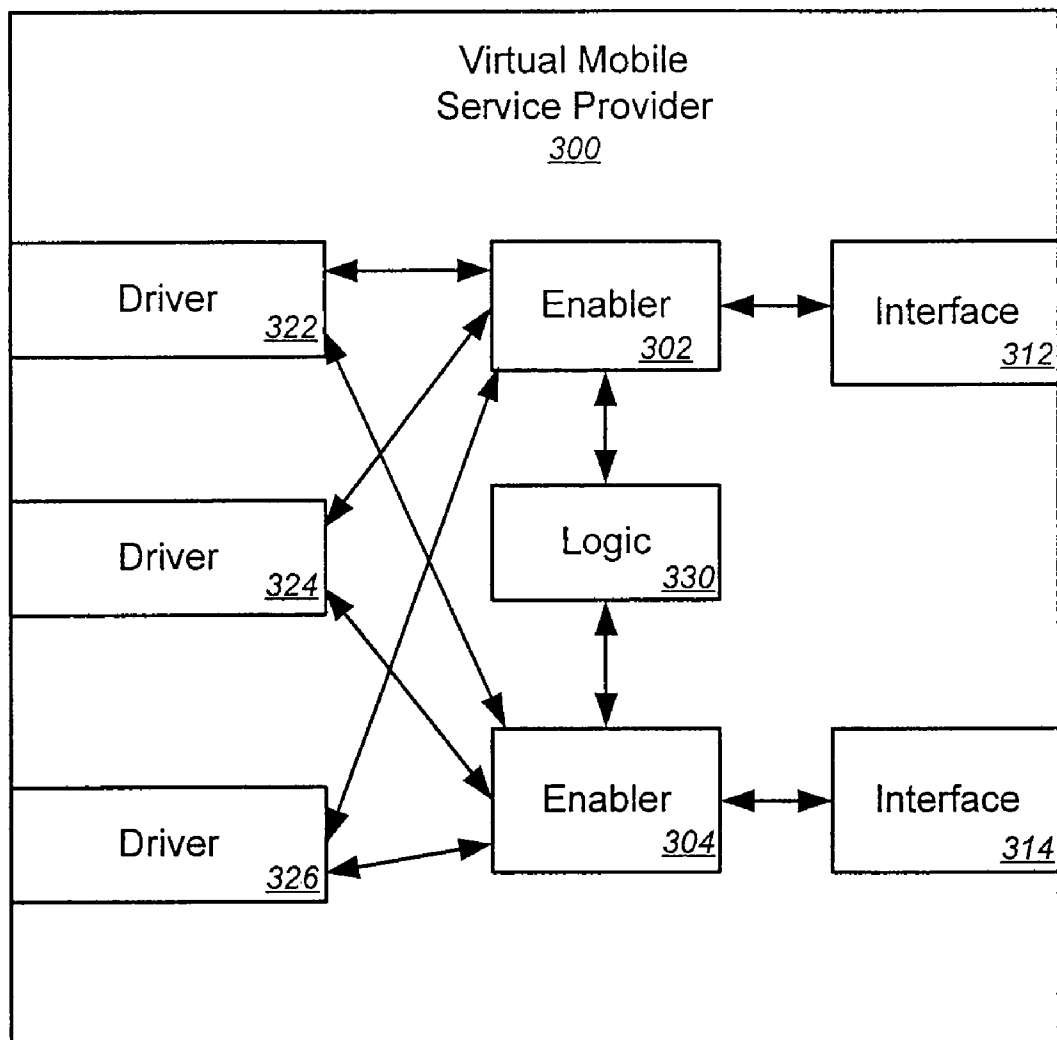 Virtual Mobile
Service Provider
300
Driver
322
Enabler
302
Interface
312
Driver
324
Logic
330
Driver
326
Enabler
304
Interface
314